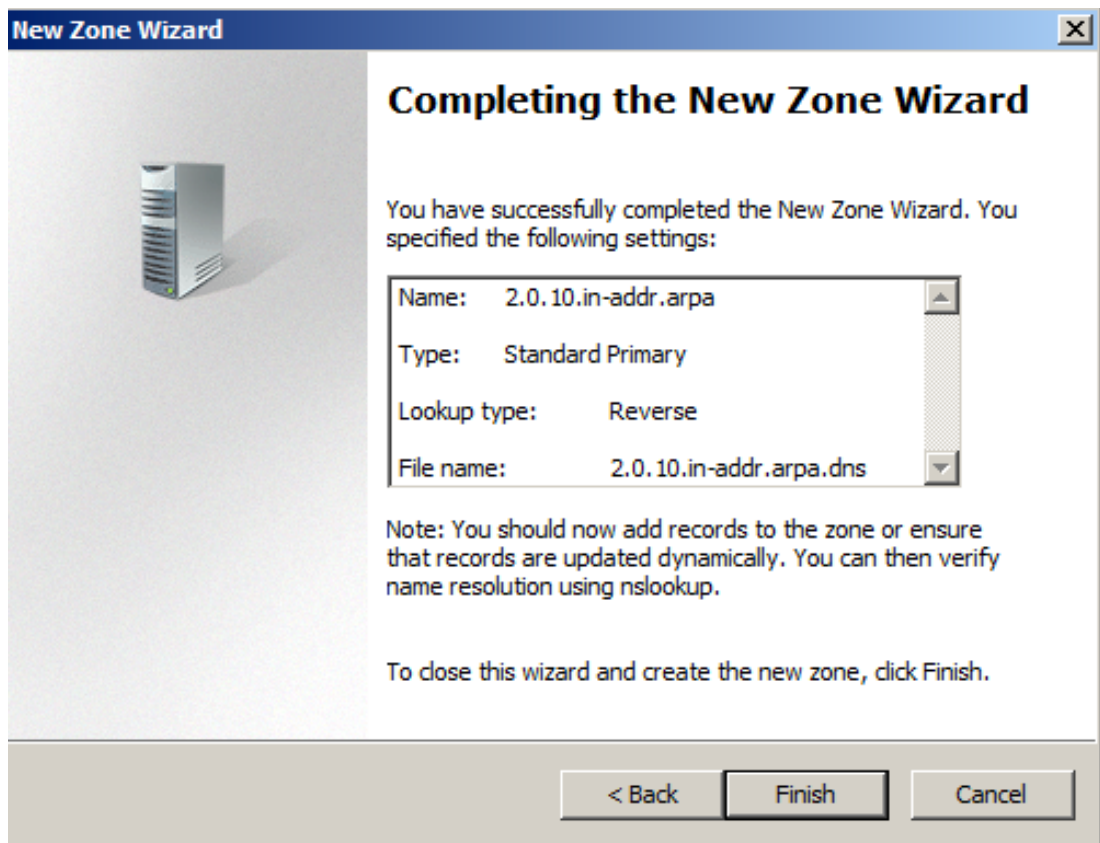 New Zone Wizard
Completing the New Zone Wizard
You have successfully completed the New Zone Wizard. You
specified the following settings:
Name: 2.0.10.in-addr.arpa
Type: Standard Primary
Lookup type: Reverse
File name: 2.0.10.in-addr.arpa.dns
Note: You should now add records to the zone or ensure
that records are updated dynamically. You can then verify
name resolution using nslookup.
To close this wizard and create the new zone, click Finish.
< Back Finish Cancel